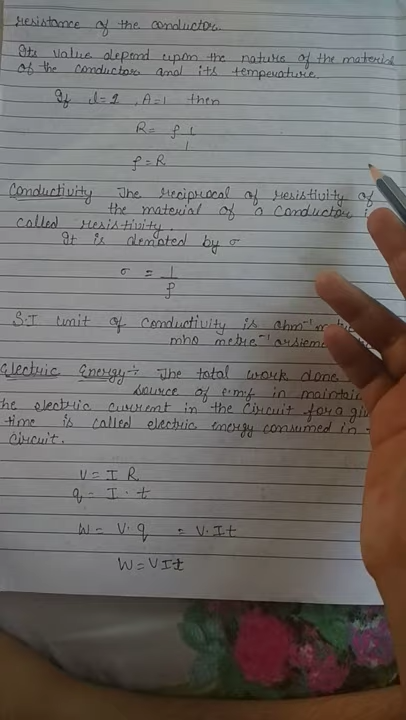 resistance of the conductor.
Its value depend upon the nature of the material
of the conductor and its temperature.
If l=1, A=1 then
R= ρ 1
1
ρ=R
Conductivity The reciprocal of resistivity of
the material of a conductor
called resistivity.
It is denoted by σ
σ = 1
ρ
S.I unit of conductivity is ohm⁻¹
mho metre⁻¹ or
Electric Energy÷ The total work done
source of e.m.f in
the electric current in the circuit for a
time is called electric energy consumed in
circuit.
V = I R
q = I · t
W = V· q = V· It
W = VIt